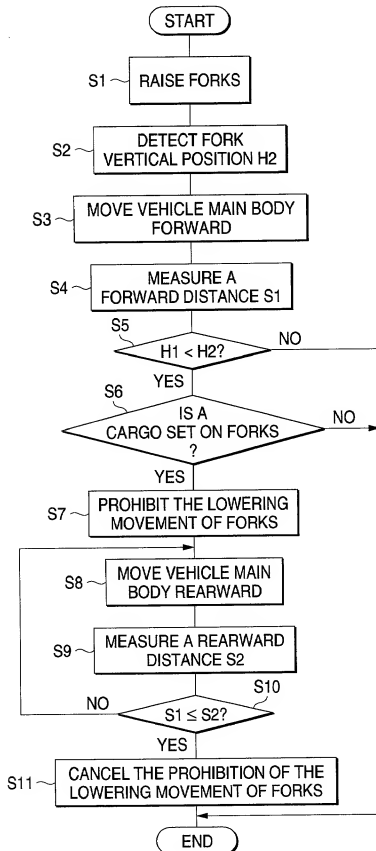 START
S1
RAISE FORKS
S2
DETECT FORK
VERTICAL POSITION H2
S3
MOVE VEHICLE MAIN BODY
FORWARD
S4
MEASURE A
FORWARD DISTANCE S1
S5
H1 < H2?
NO
YES
S6
IS A
CARGO SET ON FORKS
?
NO
YES
S7
PROHIBIT THE LOWERING
MOVEMENT OF FORKS
S8
MOVE VEHICLE MAIN
BODY REARWARD
S9
MEASURE A REARWARD
DISTANCE S2
S10
S1 ≤ S2?
NO
YES
S11
CANCEL THE PROHIBITION OF THE
LOWERING MOVEMENT OF FORKS
END